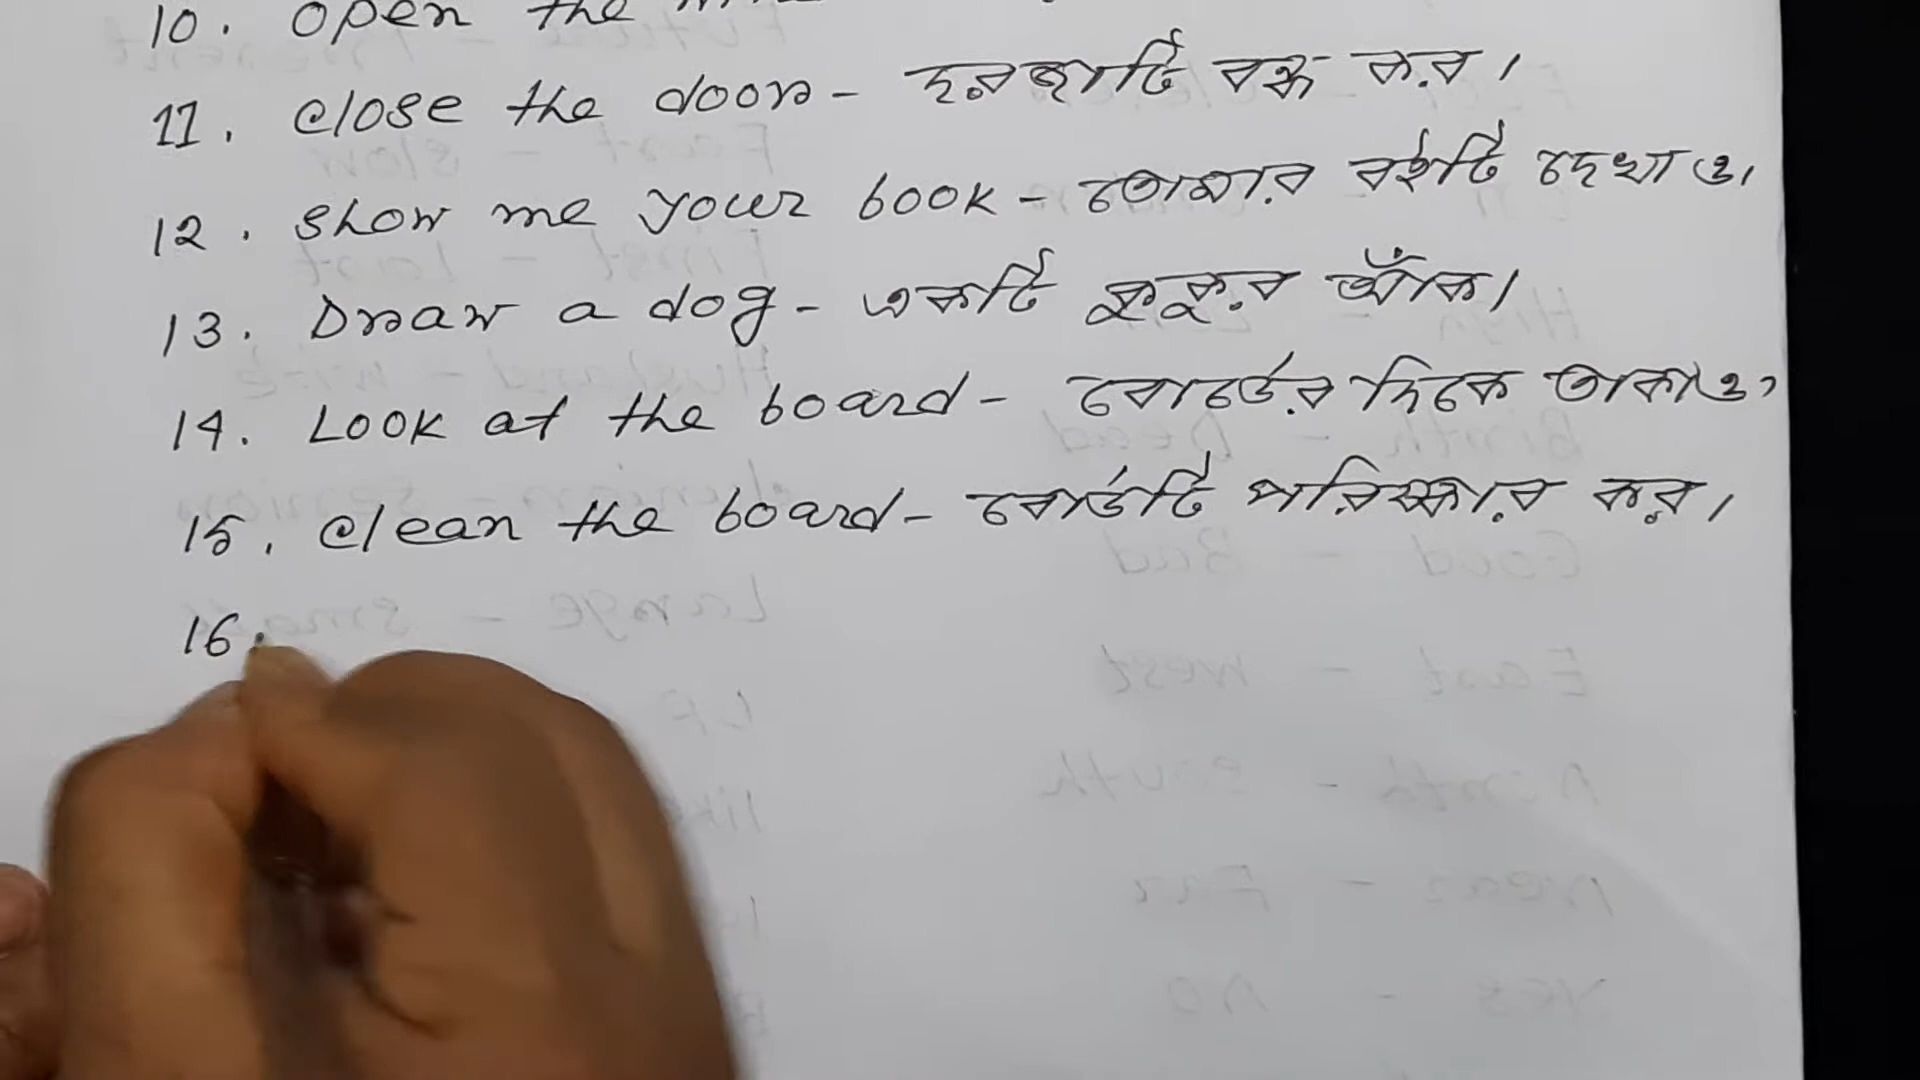 10. Open the
11. Close the door - দরজাটি বন্ধ কর।
12. Show me your book - তোমার বইটি দেখাও।
13. Draw a dog - একটি কুকুর আঁক।
14. Look at the board - বোর্ডের দিকে তাকাও,
15. Clean the board - বোর্ডটি পরিস্কার কর।
16.